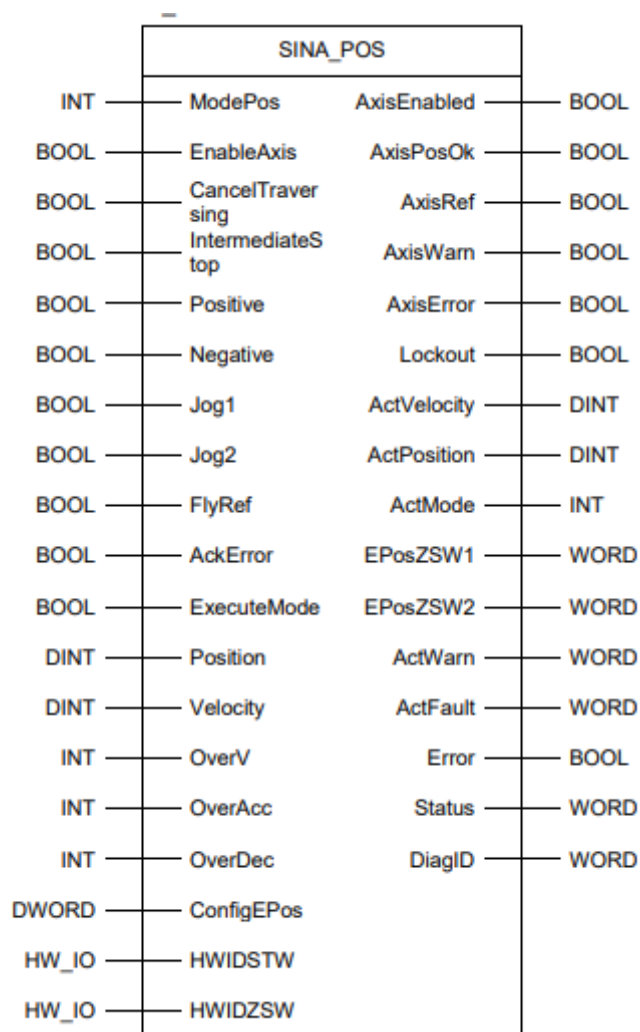 SINA_POS
INT ModePos AxisEnabled BOOL
BOOL EnableAxis AxisPosOk BOOL
BOOL CancelTraver
sing AxisRef BOOL
BOOL IntermediateS
top AxisWarn BOOL
BOOL Positive AxisError BOOL
BOOL Negative Lockout BOOL
BOOL Jog1 ActVelocity DINT
BOOL Jog2 ActPosition DINT
BOOL FlyRef ActMode INT
BOOL AckError EPosZSW1 WORD
BOOL ExecuteMode EPosZSW2 WORD
DINT Position ActWarn WORD
DINT Velocity ActFault WORD
INT OverV Error BOOL
INT OverAcc Status WORD
INT OverDec DiagID WORD
DWORD ConfigEPos
HW_IO HWIDSTW
HW_IO HWIDZSW